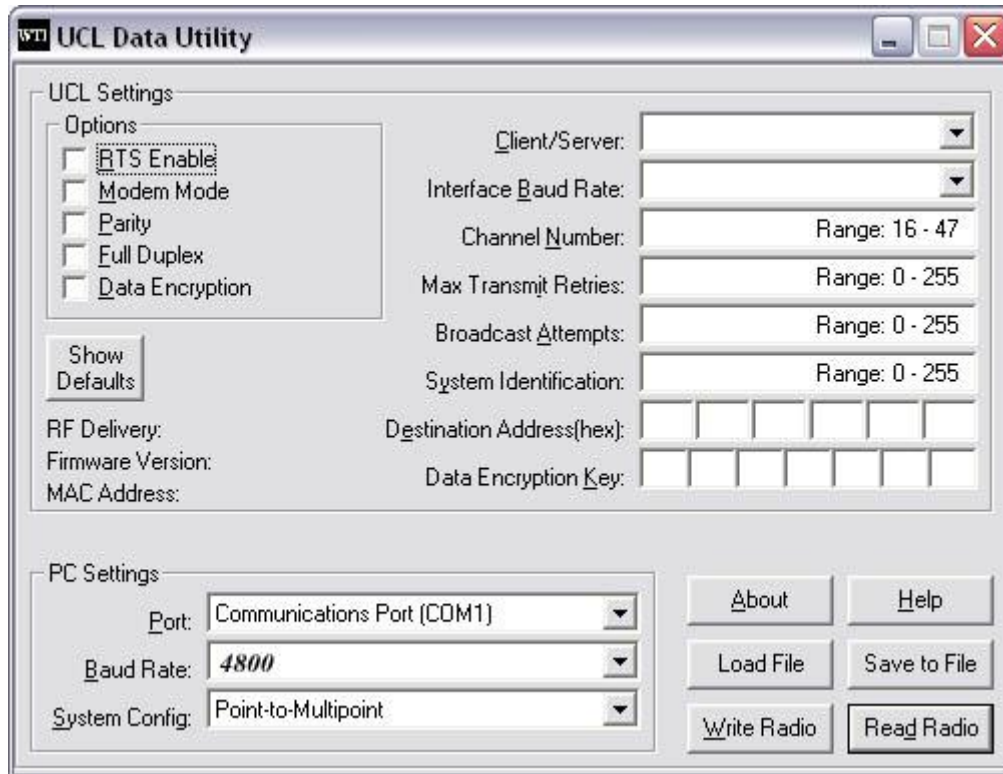 WTI UCL Data Utility
UCL Settings
Options
RTS Enable
Modem Mode
Parity
Full Duplex
Data Encryption
Show
Defaults
RF Delivery:
Firmware Version:
MAC Address:
Client/Server:
Interface Baud Rate:
Channel Number: Range: 16 - 47
Max Transmit Retries: Range: 0 - 255
Broadcast Attempts: Range: 0 - 255
System Identification: Range: 0 - 255
Destination Address(hex):
Data Encryption Key:
PC Settings
Port: Communications Port (COM1)
Baud Rate: 4800
System Config: Point-to-Multipoint
About Help
Load File Save to File
Write Radio Read Radio